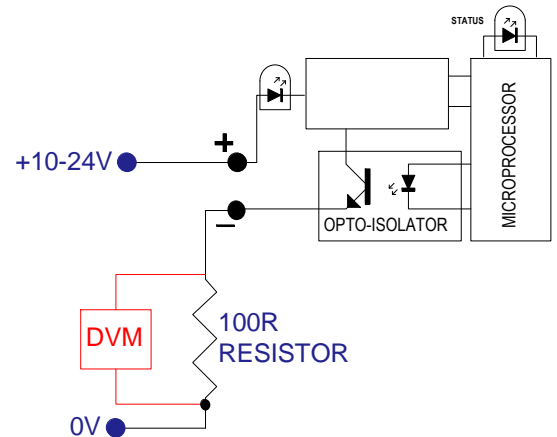 STATUS
MICROPROCESSOR
+
+10-24V
OPTO-ISOLATOR
–
DVM
100R
RESISTOR
0V